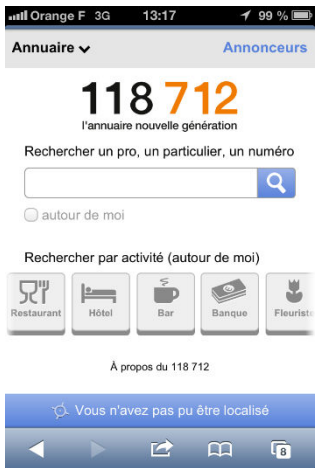 Orange F 3G 13:17 99 %
Annuaire Annonceurs
118 712
l'annuaire nouvelle génération
Rechercher un pro, un particulier, un numéro
autour de moi
Rechercher par activité (autour de moi)
Restaurant Hôtel Bar Banque Fleuriste
À propos du 118 712
Vous n'avez pas pu être localisé
8